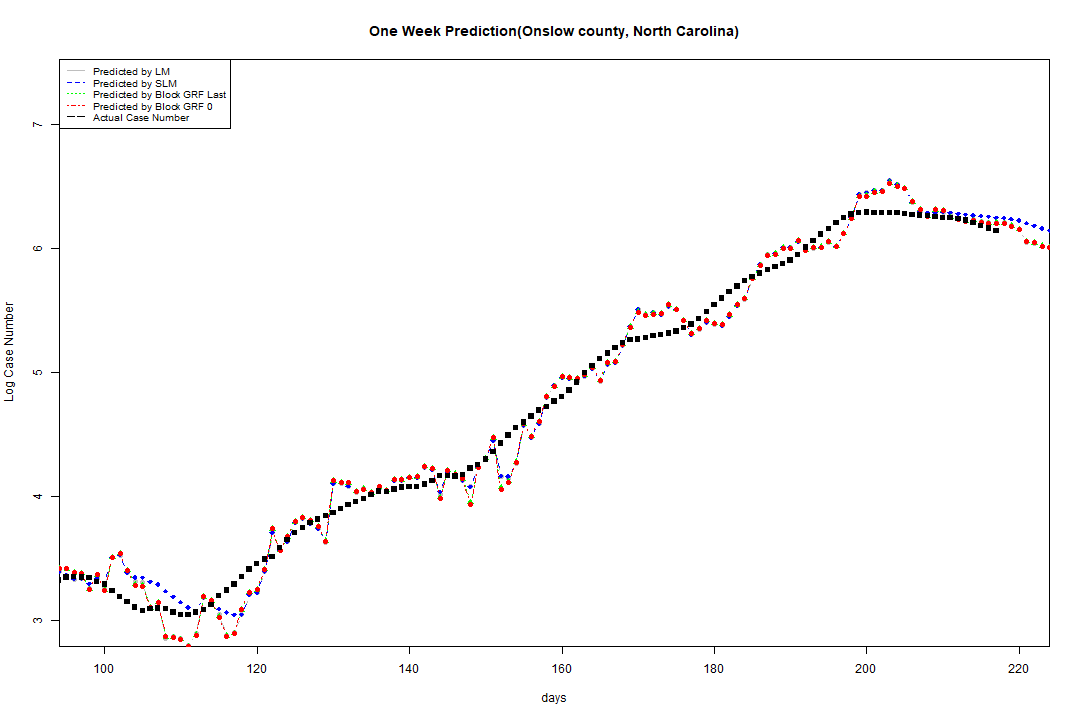 One Week Prediction(Onslow county, North Carolina)
Predicted by LM
Predicted by SLM
Predicted by Block GRF Last
Predicted by Block GRF 0
Actual Case Number
7
6
5
4
3
Log Case Number
100 120 140 160 180 200 220
days